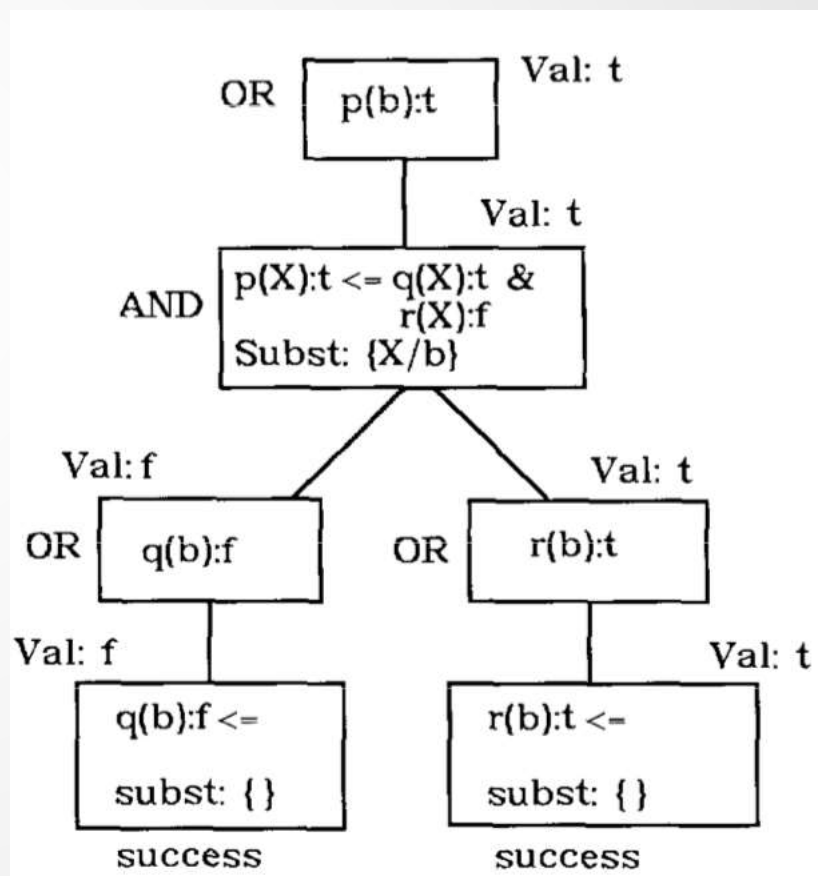 Val: t
OR
p(b):t
Val: t
AND
p(X):t <= q(X):t &
r(X):f
Subst: {X/b}
Val: f
Val: t
OR
q(b):f
OR
r(b):t
Val: f
Val: t
q(b):f <=
subst: { }
success
r(b):t <=
subst: { }
success